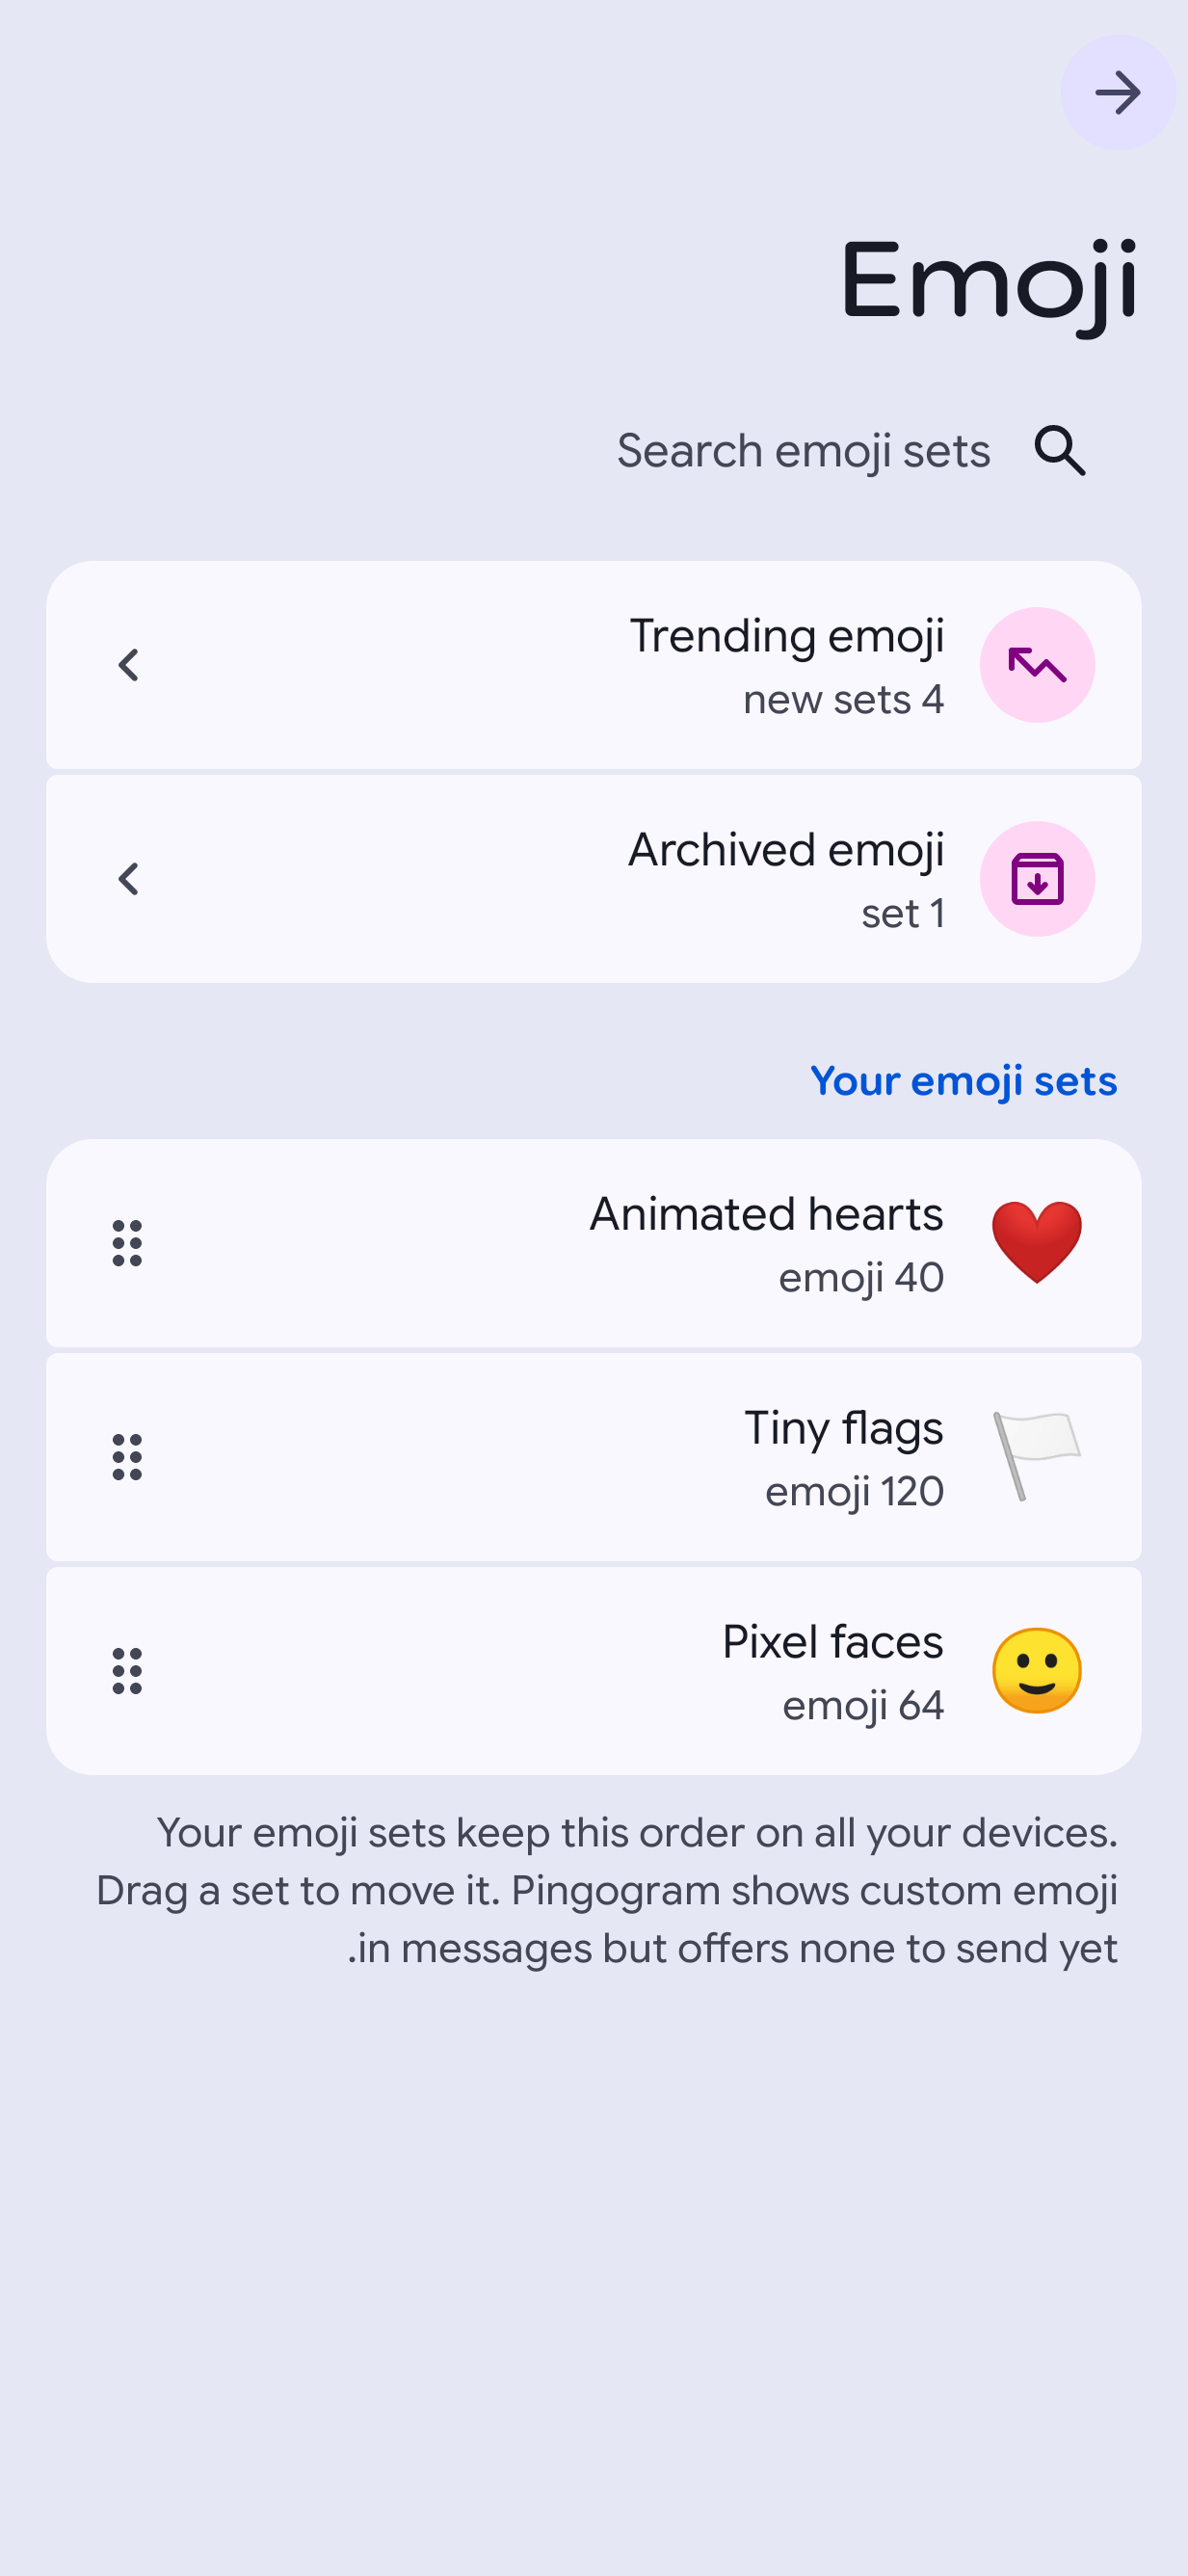 Emoji
Search emoji sets
Trending emoji
new sets 4
Archived emoji
set 1
Your emoji sets
Animated hearts
emoji 40
Tiny flags
emoji 120
Pixel faces
emoji 64
Your emoji sets keep this order on all your devices.
Drag a set to move it. Pingogram shows custom emoji
.in messages but offers none to send yet